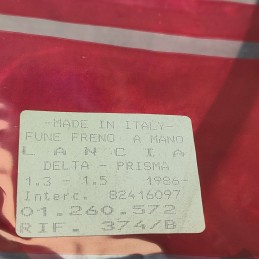 -MADE IN ITALY-
FUNE FRENO A MANO
LANCIA
DELTA - PRISMA
1.3 - 1.5 1986-
Interc. 82416097
01.260.572
RIF. 374/B